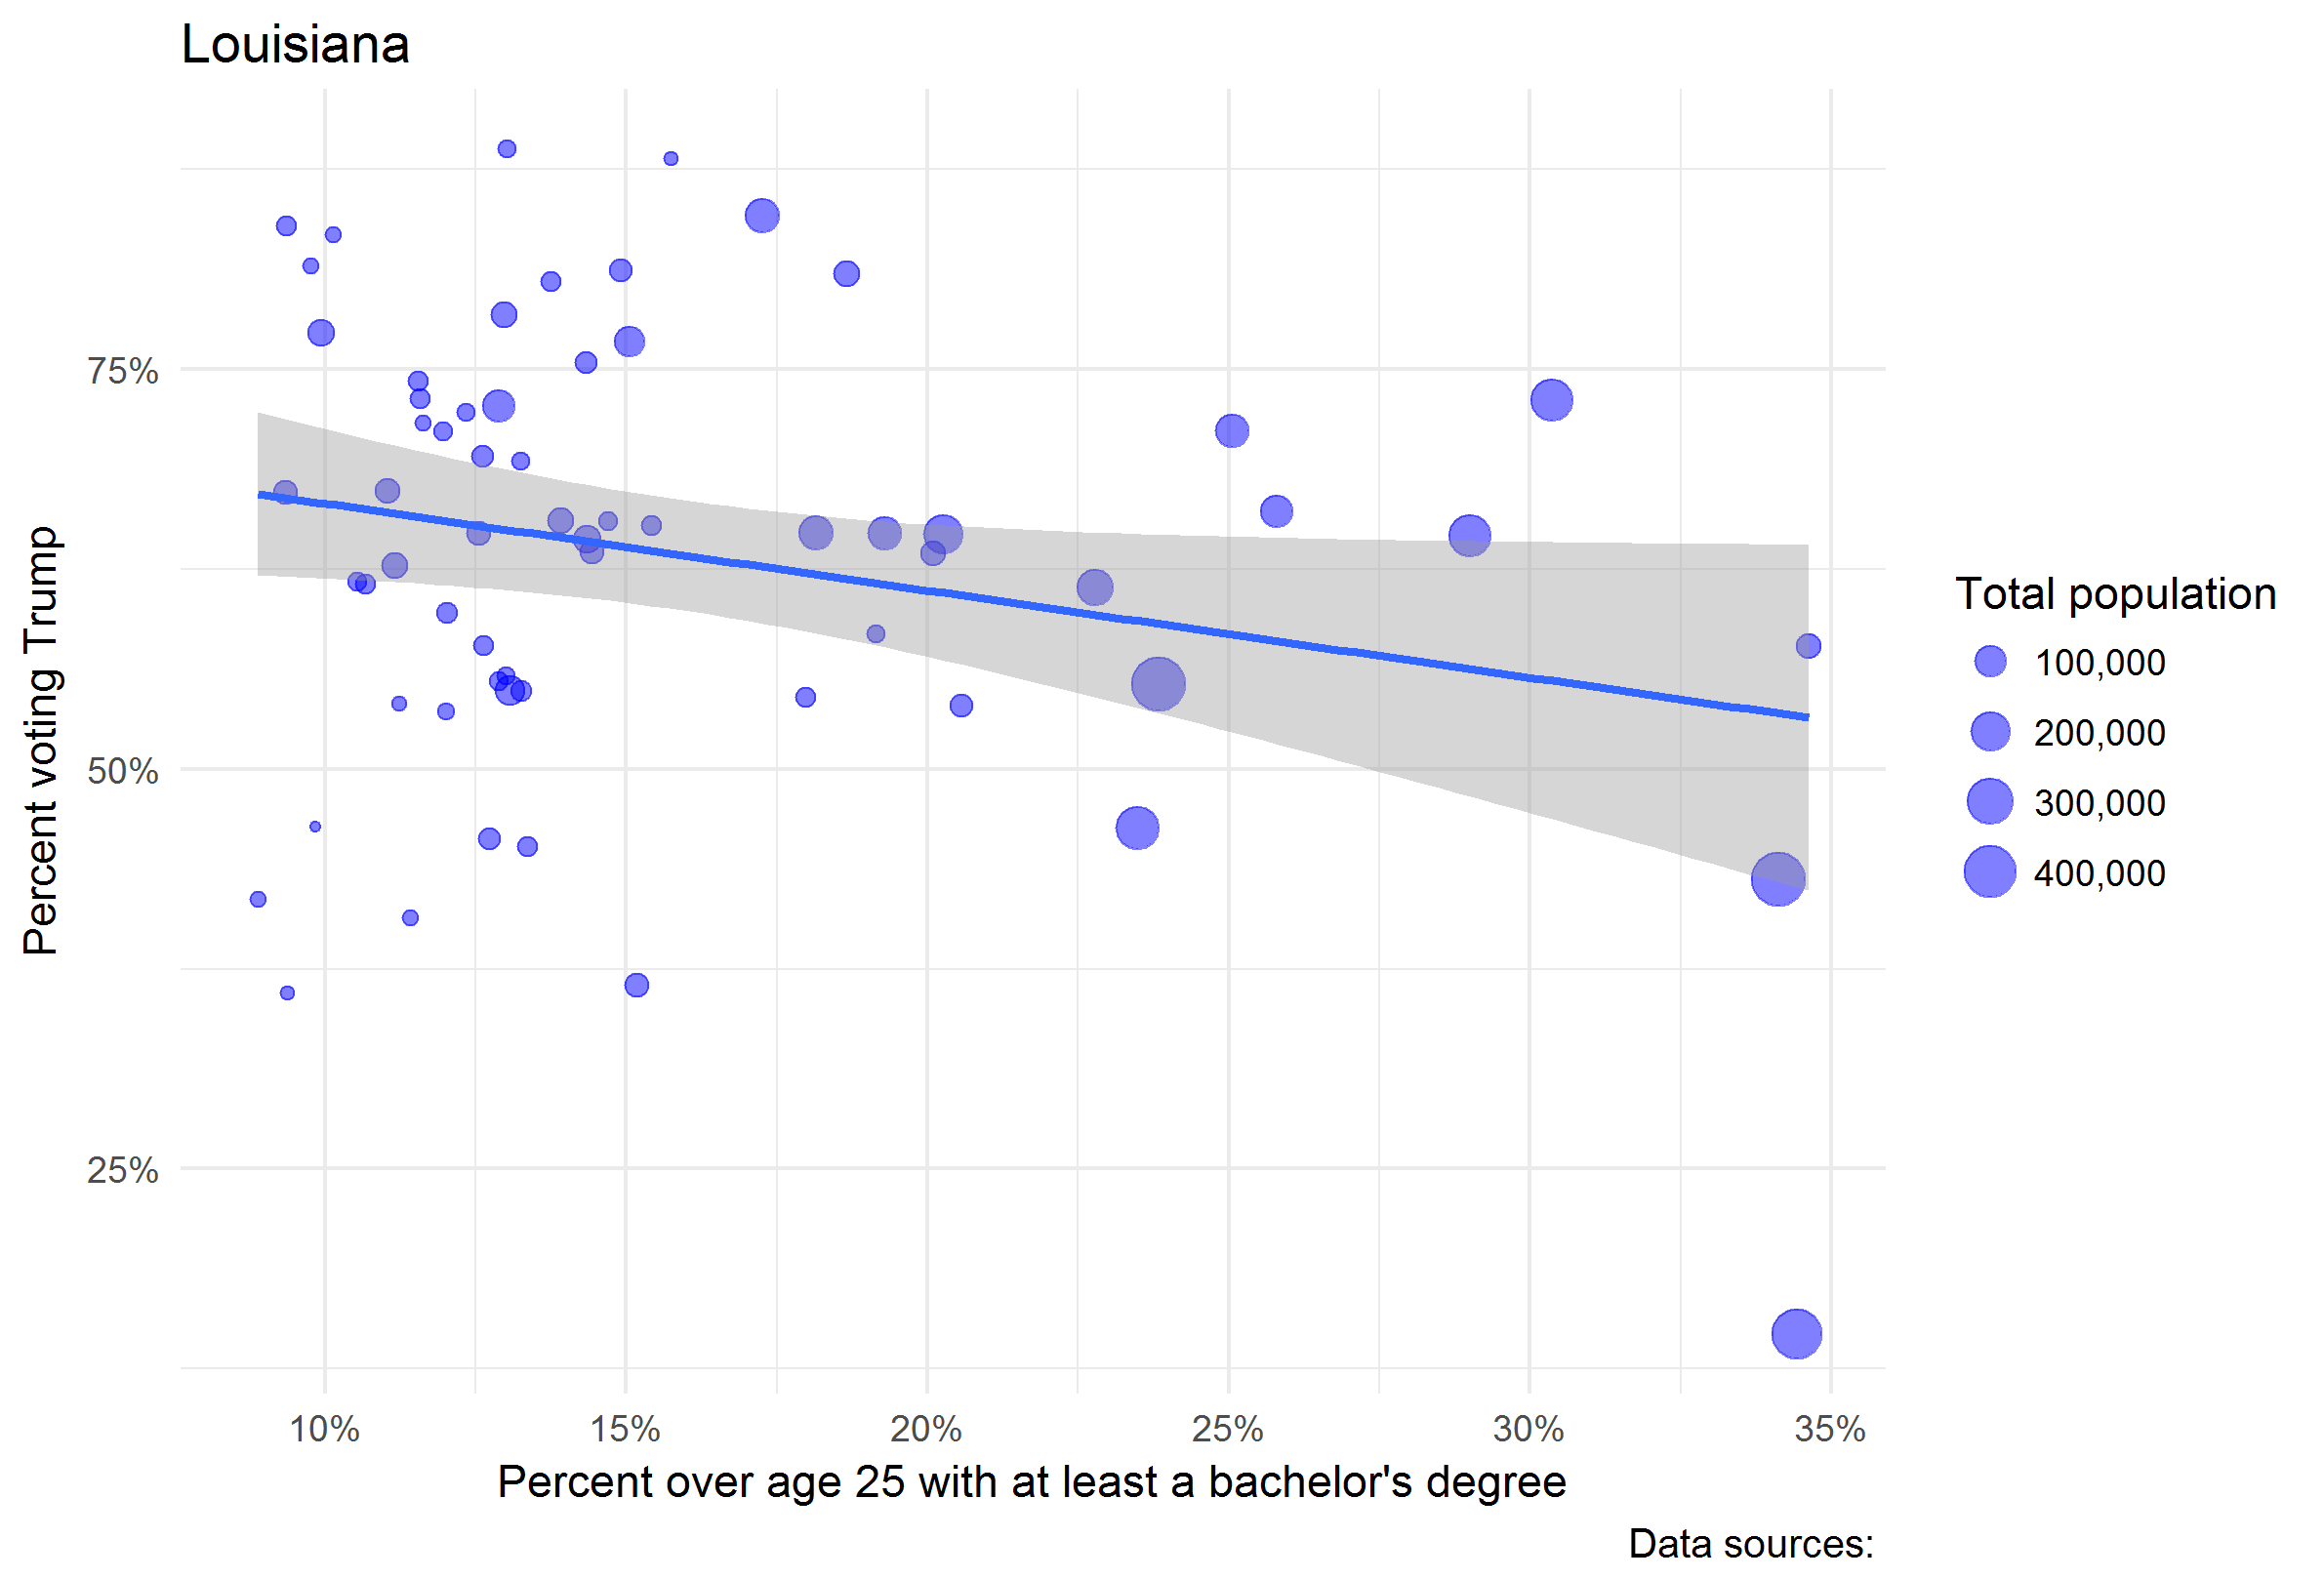 Louisiana
Percent voting Trump
75%
50%
25%
10%
15%
20%
25%
30%
35%
Percent over age 25 with at least a bachelor's degree
Total population
100,000
200,000
300,000
400,000
Data sources: